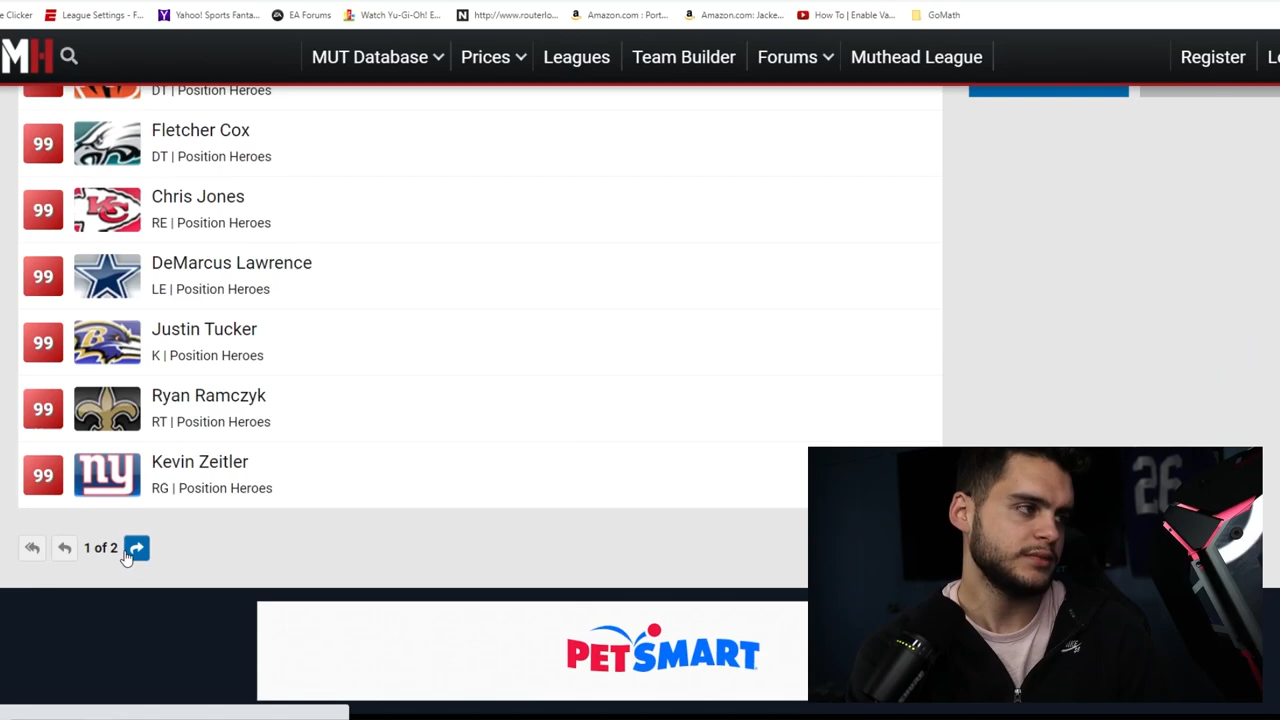 e Clicker
League Settings - F...
Yahoo! Sports Fanta...
EA Forums
Watch Yu-Gi-Oh! E...
http://www.routerlo...
Amazon.com : Port...
Amazon.com: Jacke...
How To | Enable Va...
GoMath
MH
MUT Database
Prices
Leagues
Team Builder
Forums
Muthead League
Register
DT | Position Heroes
99
Fletcher Cox
DT | Position Heroes
99
Chris Jones
RE | Position Heroes
99
DeMarcus Lawrence
LE | Position Heroes
99
Justin Tucker
K | Position Heroes
99
Ryan Ramczyk
RT | Position Heroes
99
ny
Kevin Zeitler
RG | Position Heroes
1 of 2
PETSMART
26